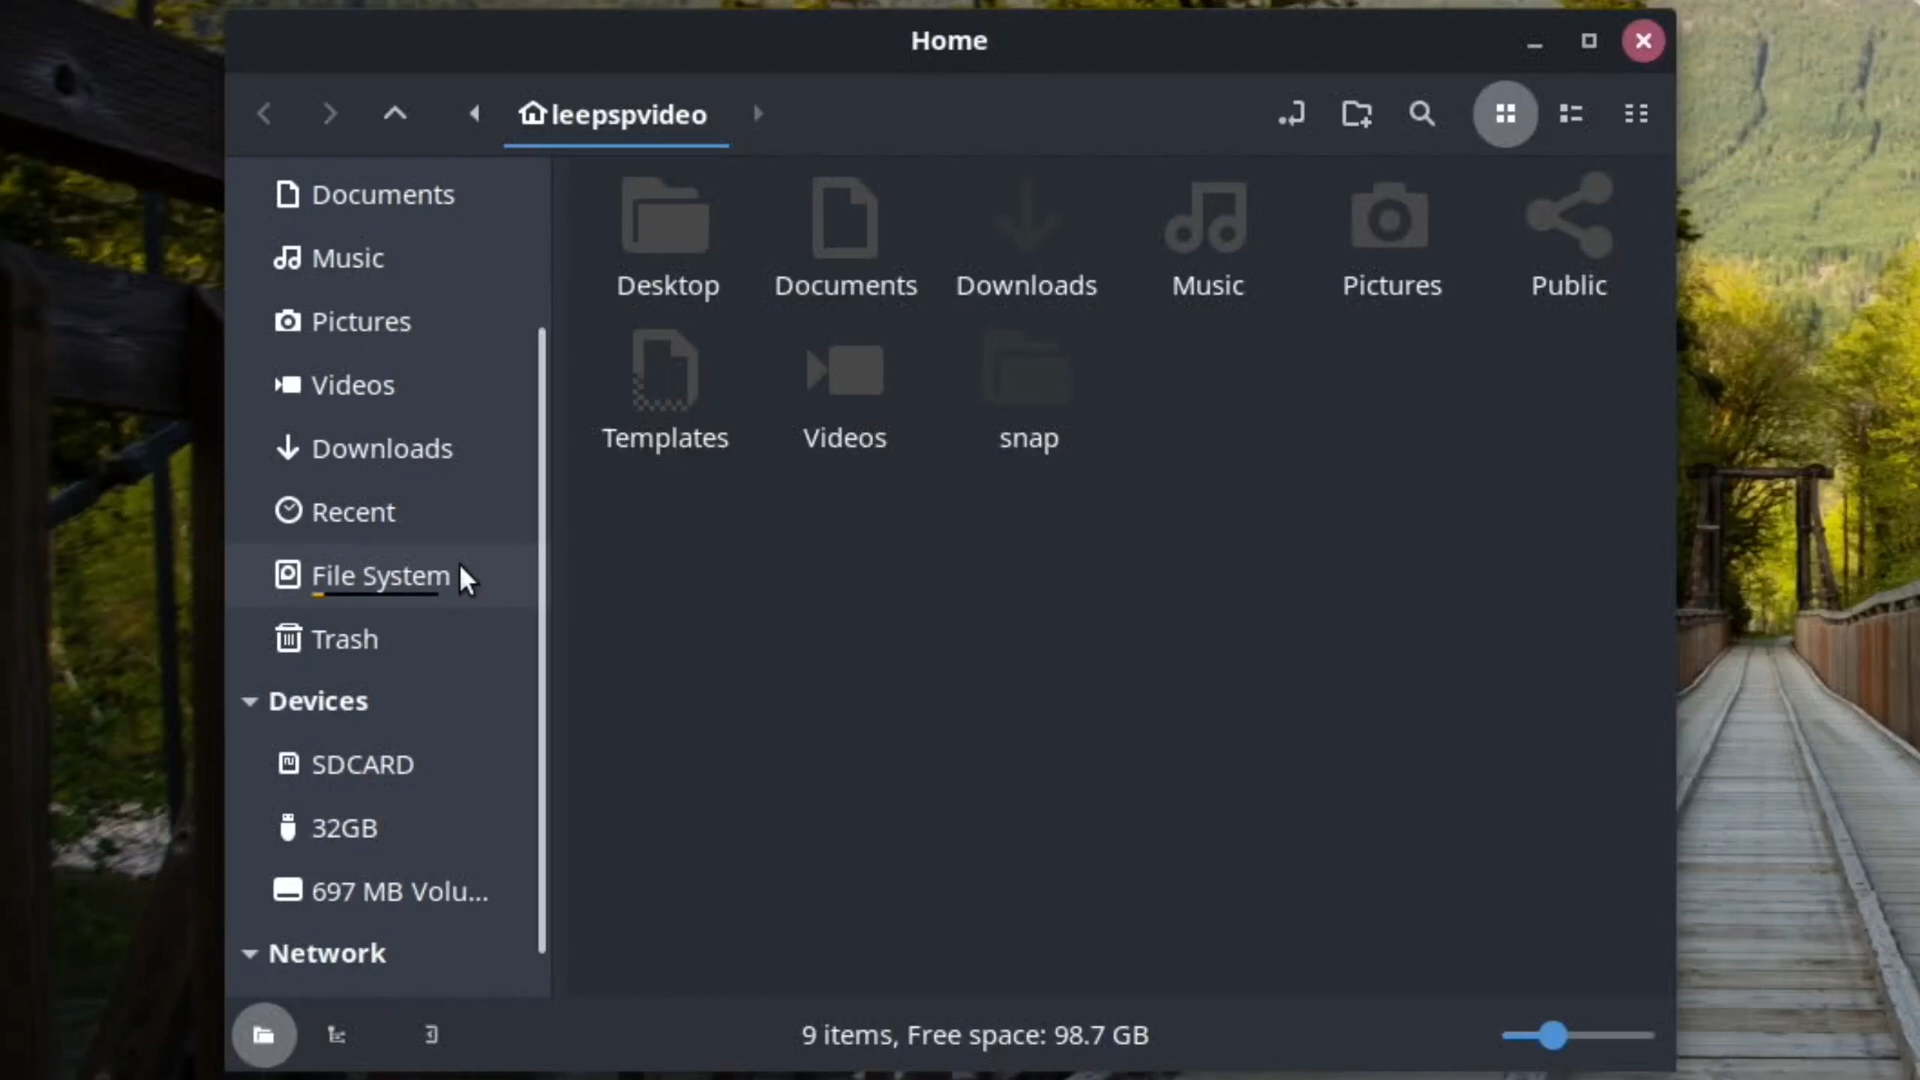 Home
leepspvideo
Documents
Music
Pictures
Videos
Downloads
Recent
File System
Trash
Devices
SDCARD
32GB
697 MB Volu...
Network
Desktop
Documents
Downloads
Music
Pictures
Public
Templates
Videos
snap
9 items, Free space: 98.7 GB